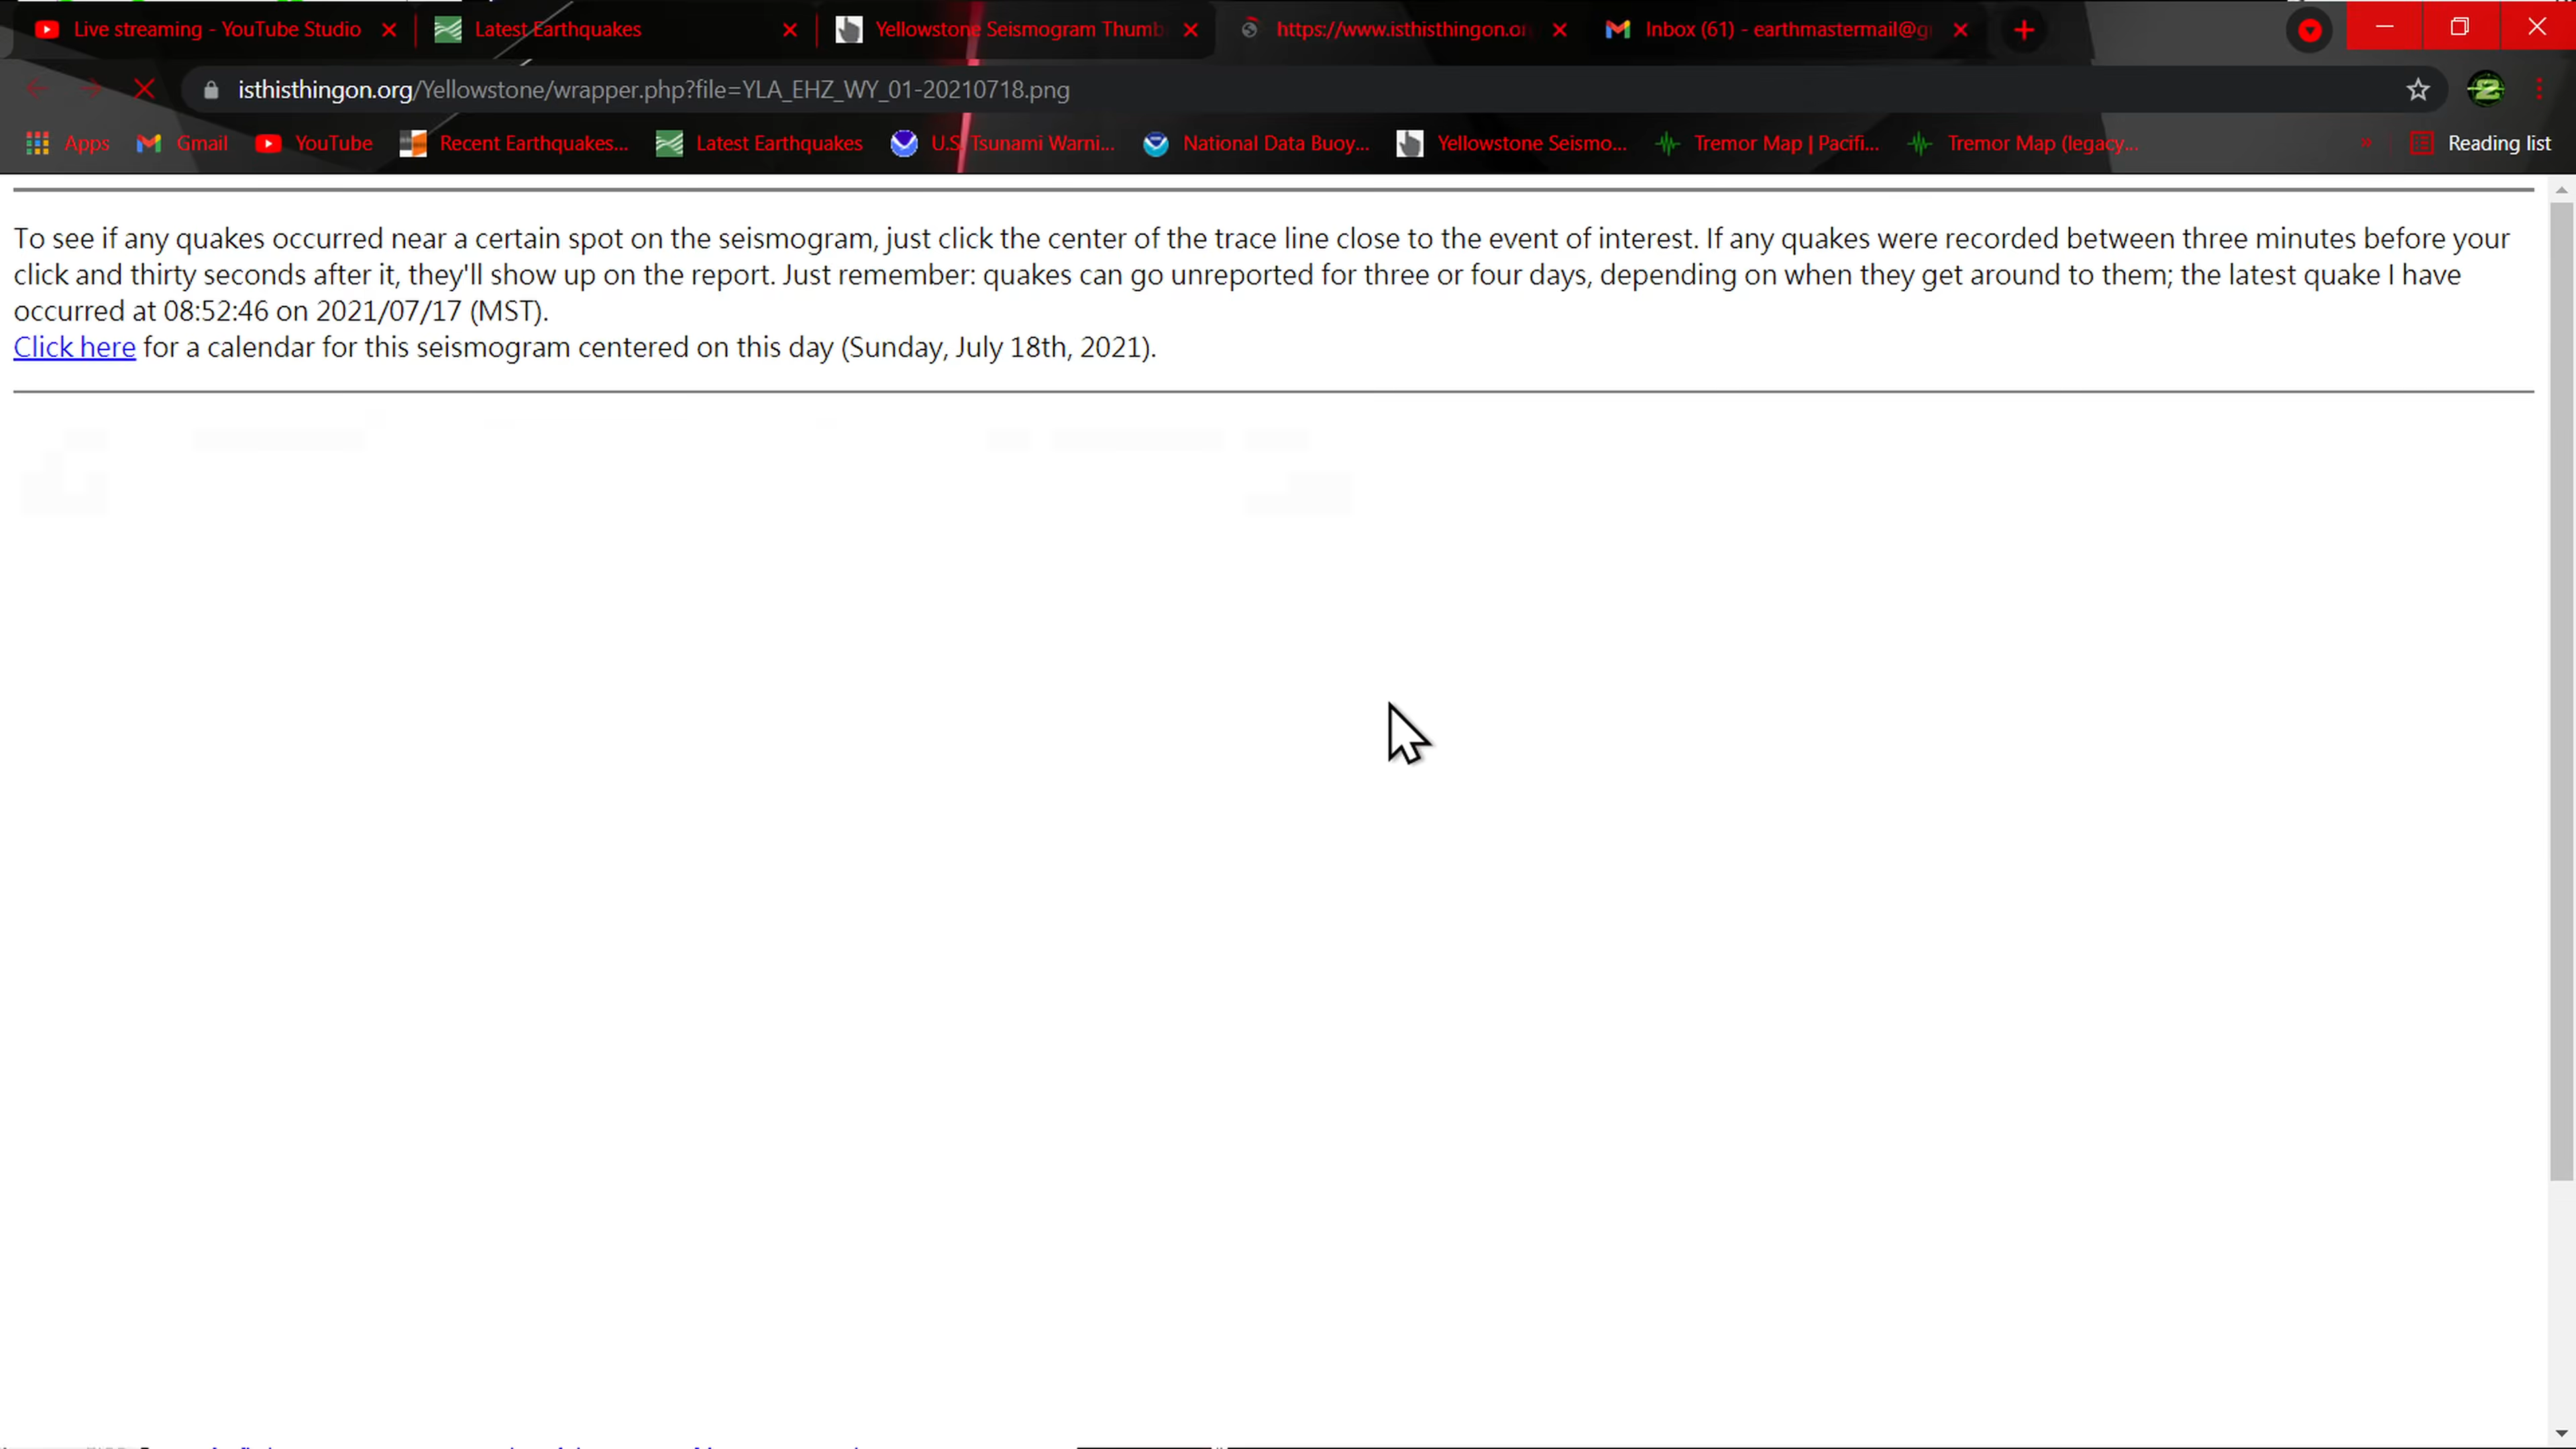 Live streaming - YouTube Studio
Latest Earthquakes
Yellowstone Seismogram Thumb
https://www.isthisthingon.or
Inbox (61) - earthmastermail@g
isthisthingon.org/Yellowstone/wrapper.php?file=YLA_EHZ_WY_01-20210718.png
Apps
Gmail
YouTube
Recent Earthquakes...
Latest Earthquakes
U.S. Tsunami Warni...
National Data Buoy...
Yellowstone Seismo...
Tremor Map | Pacifi...
Tremor Map (legacy...
»
Reading list
To see if any quakes occurred near a certain spot on the seismogram, just click the center of the trace line close to the event of interest. If any quakes were recorded between three minutes before your
click and thirty seconds after it, they'll show up on the report. Just remember: quakes can go unreported for three or four days, depending on when they get around to them; the latest quake I have
occurred at 08:52:46 on 2021/07/17 (MST).
Click here for a calendar for this seismogram centered on this day (Sunday, July 18th, 2021).